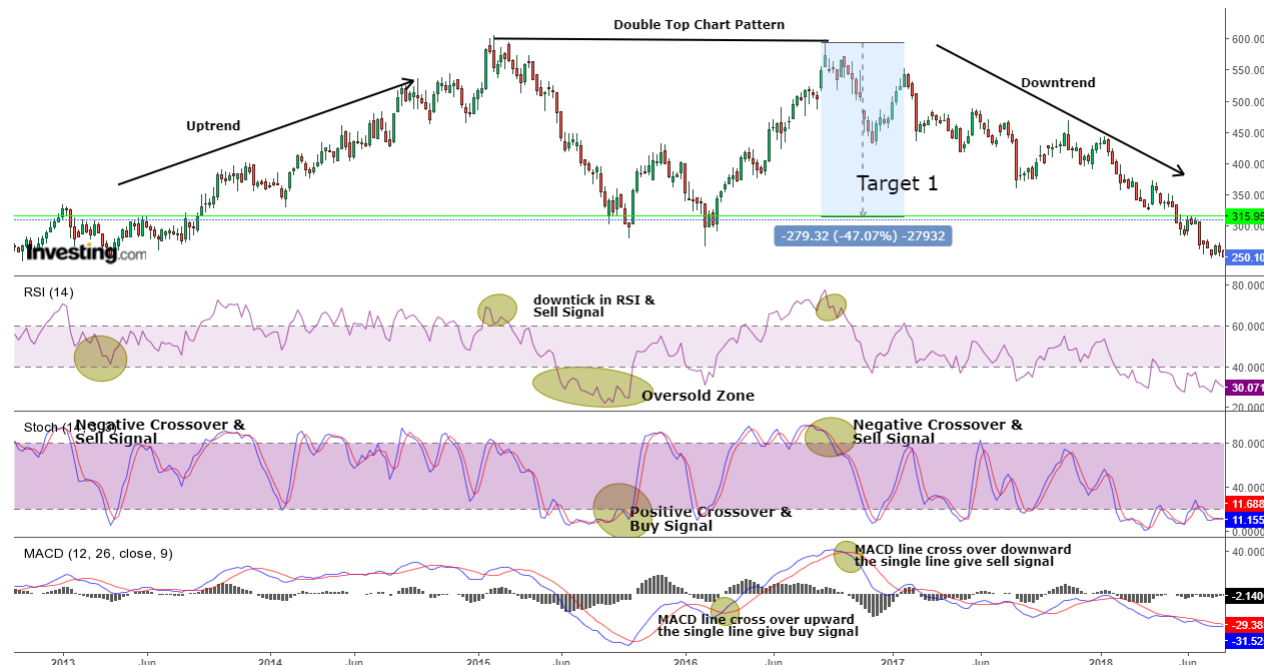 Double Top Chart Pattern
Uptrend
Downtrend
Target 1
-279.32 (-47.07%) -27932
Investing.com
600.00
550.00
500.00
450.00
400.00
350.00
315.95
300.00
250.10
RSI (14)
downtick in RSI &
Sell Signal
Oversold Zone
80.000
60.000
40.000
30.071
20.000
Negative Crossover &
Sell Signal
Positive Crossover &
Buy Signal
Negative Crossover &
Sell Signal
80.000
40.000
11.688
11.155
0.0000
MACD (12, 26, close, 9)
MACD line cross over downward
the single line give sell signal
MACD line cross over upward
the single line give buy signal
40.000
-2.140
-29.38
-31.52
2013 Jun 2014 Jun 2015 Jun 2016 Jun 2017 Jun 2018 Jun